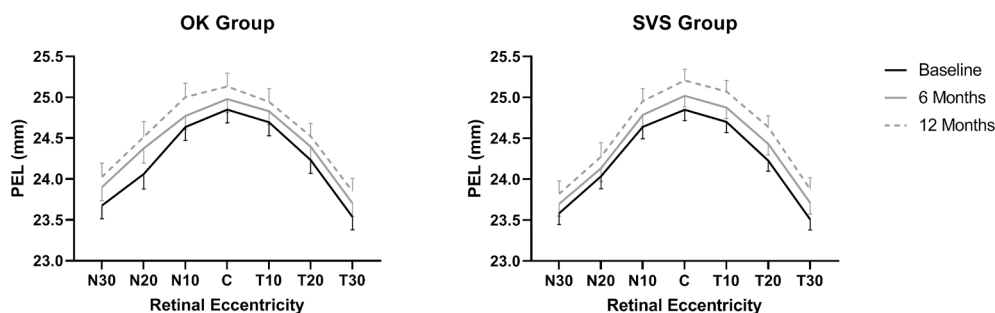 OK Group
25.5
25.0
24.5
24.0
23.5
23.0
PEL (mm)
N30 N20 N10 C T10 T20 T30
Retinal Eccentricity
SVS Group
25.5
25.0
24.5
24.0
23.5
23.0
PEL (mm)
N30 N20 N10 C T10 T20 T30
Retinal Eccentricity
Baseline
6 Months
12 Months